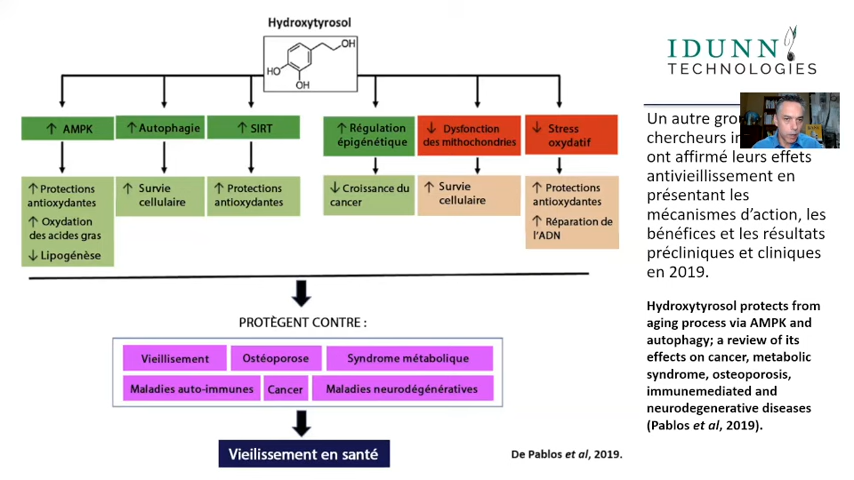 Hydroxytyrosol
OH
HO
OH
↑ AMPK
↑ Autophagie
↑ SIRT
↑ Régulation
épigénétique
↓ Dysfonction
des mithochondries
↓ Stress
oxydatif
↑ Protections
antioxydantes
↑ Oxydation
des acides gras
↓ Lipogénèse
↑ Survie
cellulaire
↑ Protections
antioxydantes
↓ Croissance du
cancer
↑ Survie
cellulaire
↑ Protections
antioxydantes
↑ Réparation de
l'ADN
PROTÈGENT CONTRE :
Vieillisement
Ostéoporose
Syndrome métabolique
Maladies auto-immunes
Cancer
Maladies neurodégénératives
Vieilissement en santé
De Pablos et al, 2019.
IDUNN
TECHNOLOGIES
Un autre
chercheurs
ont affirmé leurs effets
antivieillissement en
présentant les
mécanismes d'action, les
bénéfices et les résultats
précliniques et cliniques
en 2019.
Hydroxytyrosol protects from
aging process via AMPK and
autophagy; a review of its
effects on cancer, metabolic
syndrome, osteoporosis,
immunemediated and
neurodegenerative diseases
(Pablos et al, 2019).